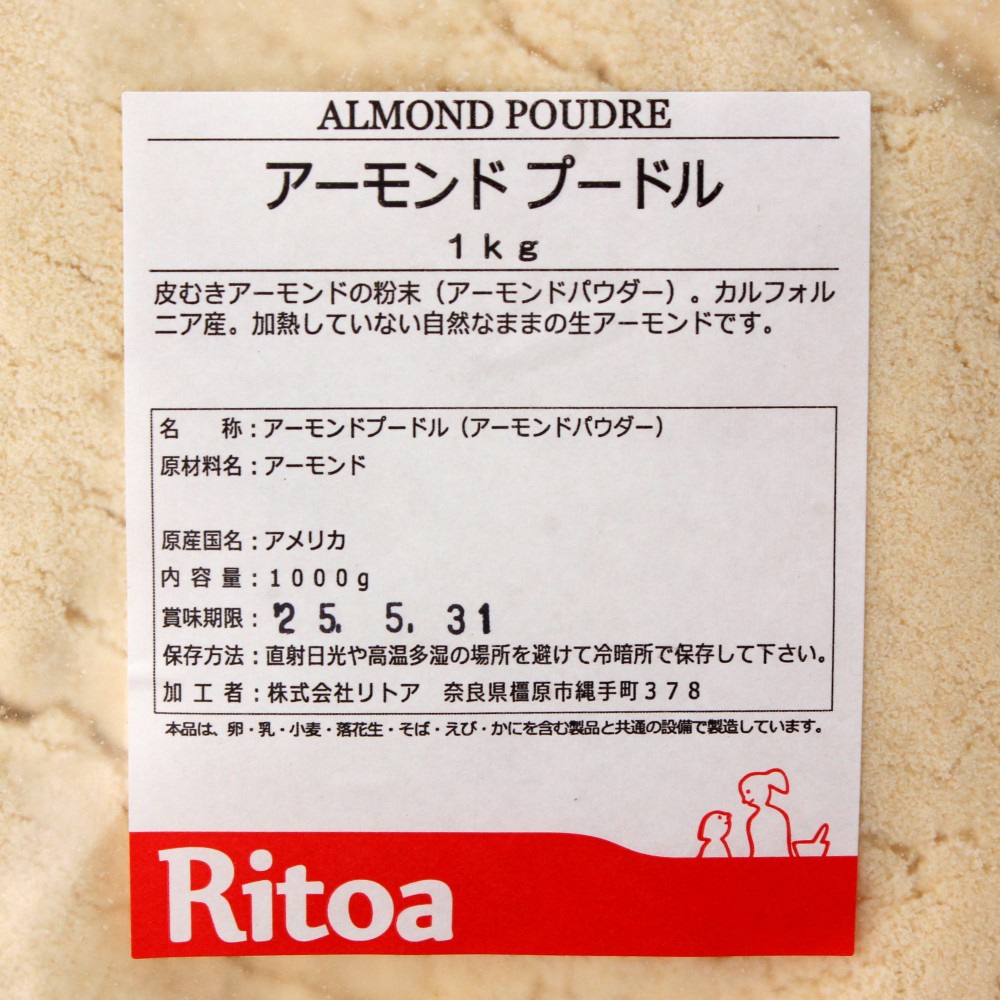 ALMOND POUDRE
アーモンド プードル
１ｋｇ
皮むきアーモンドの粉末（アーモンドパウダー）。カルフォル
ニア産。加熱していない自然なままの生アーモンドです。
名　　称：アーモンドプードル（アーモンドパウダー）
原材料名：アーモンド
原産国名：アメリカ
内 容 量：１０００ｇ
賞味期限：'25. 5. 31
保存方法：直射日光や高温多湿の場所を避けて冷暗所で保存して下さい。
加 工 者：株式会社リトア　奈良県橿原市縄手町３７８
本品は、卵・乳・小麦・落花生・そば・えび・かにを含む製品と共通の設備で製造しています。
Ritoa